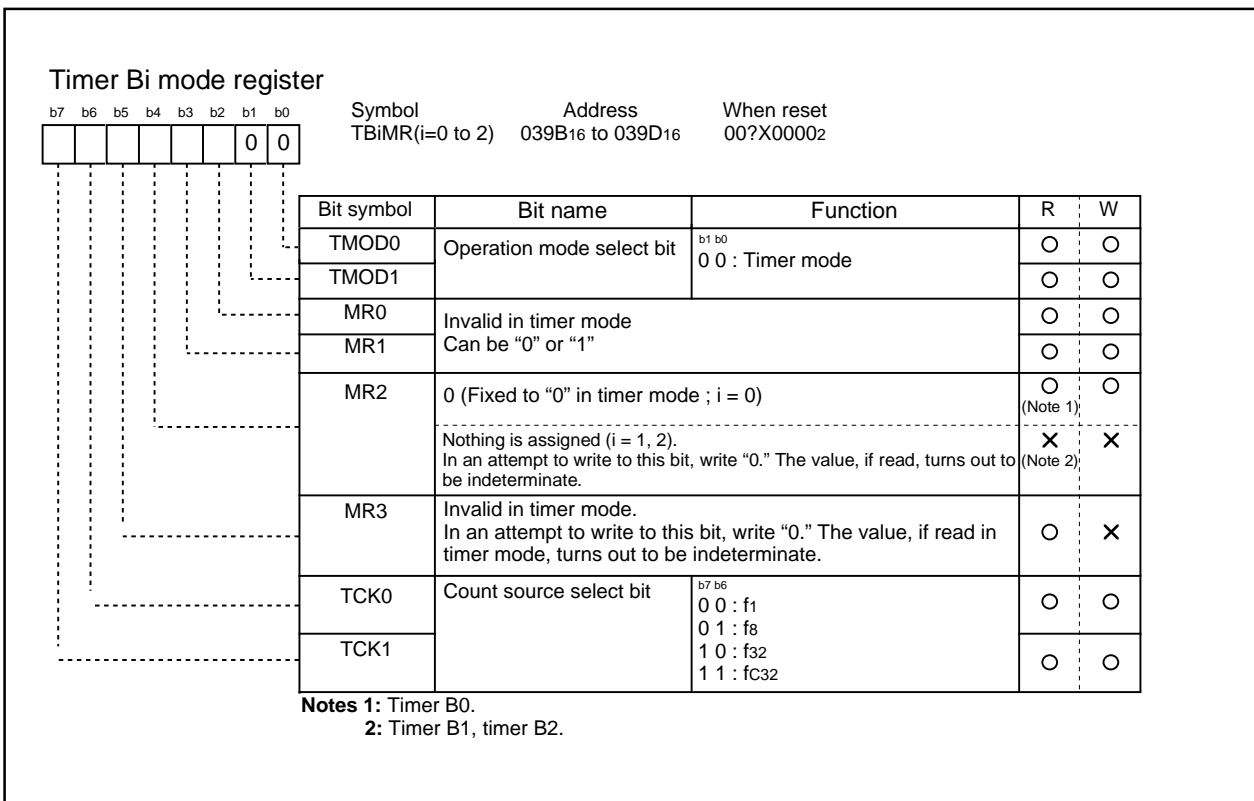 Timer Bi mode register
b7 b6 b5 b4 b3 b2 b1 b0
0 0
Symbol Address When reset
TBiMR(i=0 to 2) 039B16 to 039D16 00?X00002
Bit symbol Bit name Function R W
TMOD0 Operation mode select bit b1 b0
0 0 : Timer mode
TMOD1
MR0 Invalid in timer mode
MR1 Can be “0” or “1”
MR2 0 (Fixed to “0” in timer mode ; i = 0)
(Note 1)
Nothing is assigned (i = 1, 2).
In an attempt to write to this bit, write “0.” The value, if read, turns out to (Note 2)
be indeterminate.
MR3 Invalid in timer mode.
In an attempt to write to this bit, write “0.” The value, if read in
timer mode, turns out to be indeterminate.
TCK0 Count source select bit b7 b6
0 0 : f1
0 1 : f8
TCK1 1 0 : f32
1 1 : fC32
Notes 1: Timer B0.
2: Timer B1, timer B2.